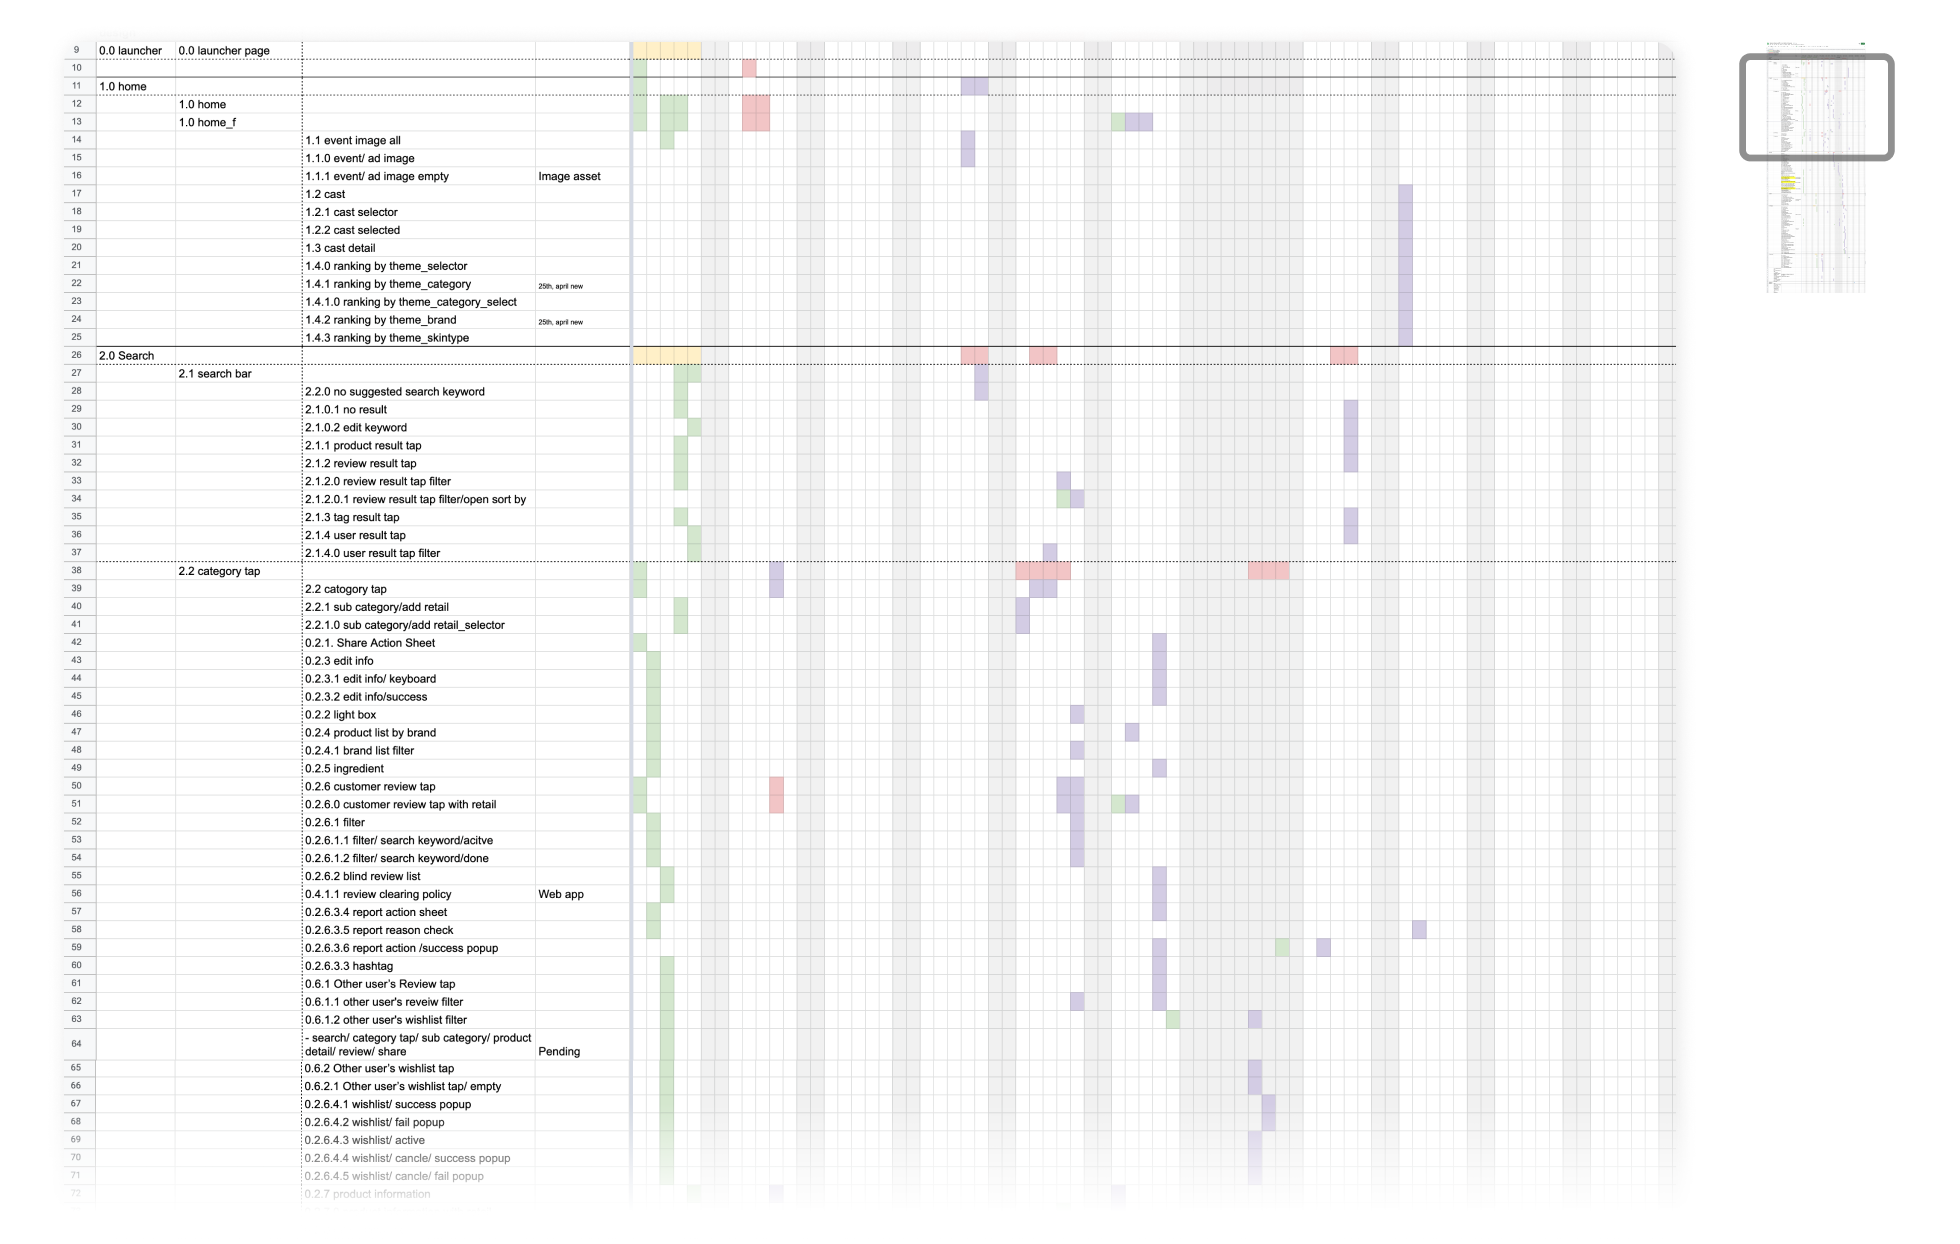 9 0.0 launcher 0.0 launcher page
10
11 1.0 home
12 1.0 home
13 1.0 home_f
14 1.1 event image all
15 1.1.0 event/ ad image
16 1.1.1 event/ ad image empty Image asset
17 1.2 cast
18 1.2.1 cast selector
19 1.2.2 cast selected
20 1.3 cast detail
21 1.4.0 ranking by theme_selector
22 1.4.1 ranking by theme_category 25th, april new
23 1.4.1.0 ranking by theme_category_select
24 1.4.2 ranking by theme_brand 25th, april new
25 1.4.3 ranking by theme_skintype
26 2.0 Search
27 2.1 search bar
28 2.2.0 no suggested search keyword
29 2.1.0.1 no result
30 2.1.0.2 edit keyword
31 2.1.1 product result tap
32 2.1.2 review result tap
33 2.1.2.0 review result tap filter
34 2.1.2.0.1 review result tap filter/open sort by
35 2.1.3 tag result tap
36 2.1.4 user result tap
37 2.1.4.0 user result tap filter
38 2.2 category tap
39 2.2 catogory tap
40 2.2.1 sub category/add retail
41 2.2.1.0 sub category/add retail_selector
42 0.2.1. Share Action Sheet
43 0.2.3 edit info
44 0.2.3.1 edit info/ keyboard
45 0.2.3.2 edit info/success
46 0.2.2 light box
47 0.2.4 product list by brand
48 0.2.4.1 brand list filter
49 0.2.5 ingredient
50 0.2.6 customer review tap
51 0.2.6.0 customer review tap with retail
52 0.2.6.1 filter
53 0.2.6.1.1 filter/ search keyword/acitve
54 0.2.6.1.2 filter/ search keyword/done
55 0.2.6.2 blind review list
56 0.4.1.1 review clearing policy Web app
57 0.2.6.3.4 report action sheet
58 0.2.6.3.5 report reason check
59 0.2.6.3.6 report action /success popup
60 0.2.6.3.3 hashtag
61 0.6.1 Other user's Review tap
62 0.6.1.1 other user's reveiw filter
63 0.6.1.2 other user's wishlist filter
64 - search/ category tap/ sub category/ product
detail/ review/ share Pending
65 0.6.2 Other user's wishlist tap
66 0.6.2.1 Other user's wishlist tap/ empty
67 0.2.6.4.1 wishlist/ success popup
68 0.2.6.4.2 wishlist/ fail popup
69 0.2.6.4.3 wishlist/ active
70 0.2.6.4.4 wishlist/ cancle/ success popup
71 0.2.6.4.5 wishlist/ cancle/ fail popup
72 0.2.7 product information